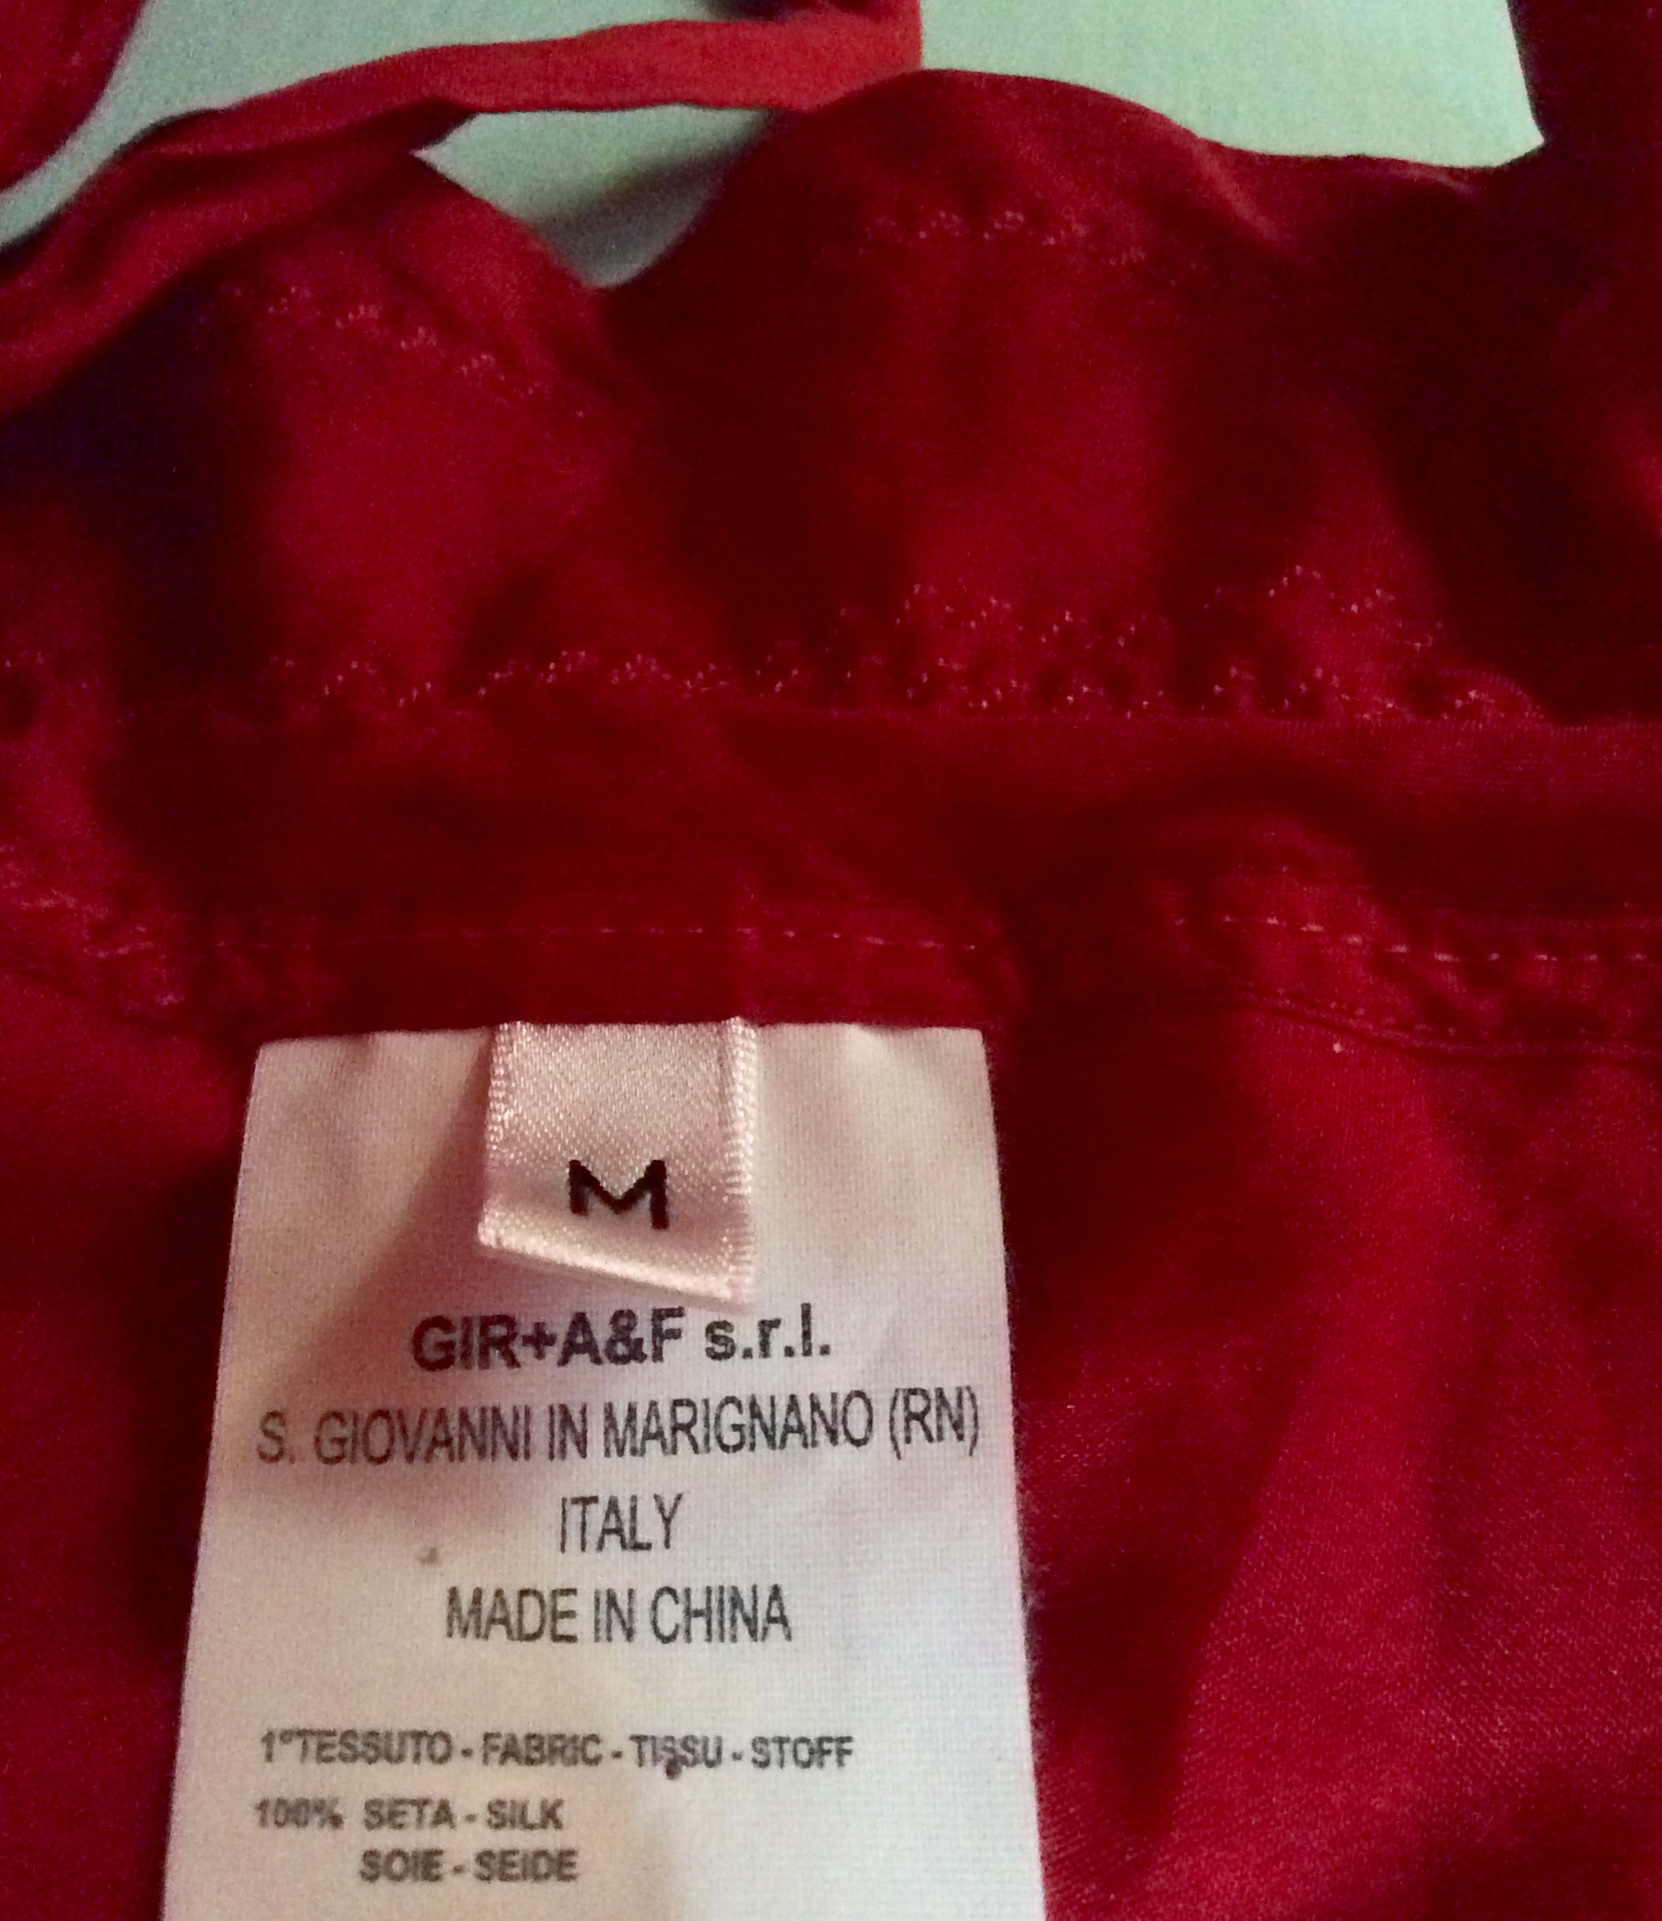 M
GIR+A&F s.r.l.
S. GIOVANNI IN MARIGNANO (RN)
ITALY
MADE IN CHINA
1°TESSUTO - FABRIC - TISSU - STOFF
100% SETA - SILK
SOIE - SEIDE